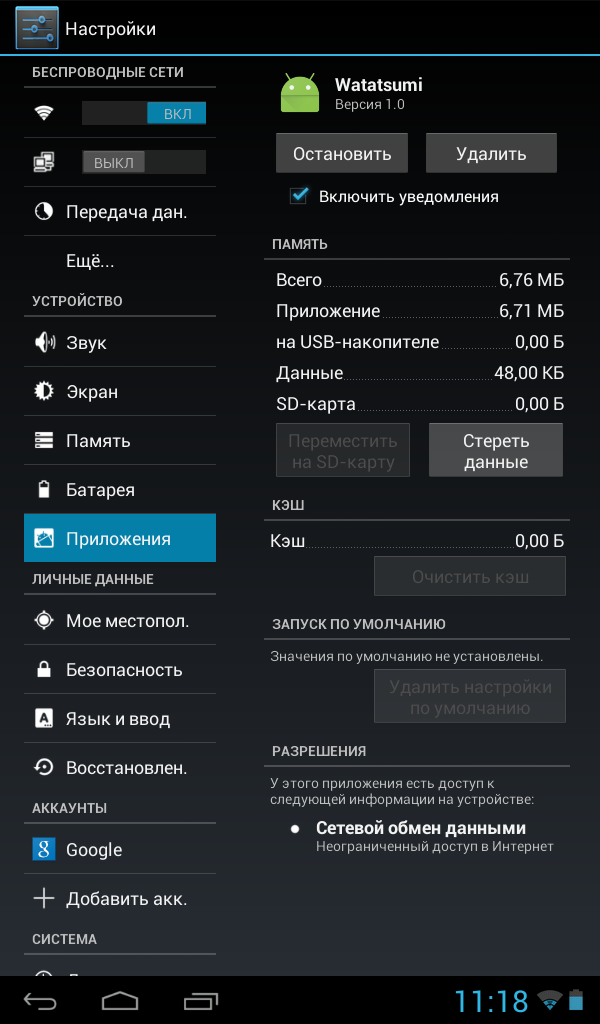 Настройки
БЕСПРОВОДНЫЕ СЕТИ
ВКЛ
ВЫКЛ
Передача дан.
Ещё...
УСТРОЙСТВО
Звук
Экран
Память
Батарея
Приложения
ЛИЧНЫЕ ДАННЫЕ
Мое местопол.
Безопасность
A
Язык и ввод
Восстановлен.
АККАУНТЫ
g
Google
Добавить акк.
СИСТЕМА
Watatsumi
Версия 1.0
Остановить
Удалить
Включить уведомления
ПАМЯТЬ
Всего 6,76 МБ
Приложение 6,71 МБ
на USB-накопителе 0,00 Б
Данные 48,00 КБ
SD-карта 0,00 Б
Переместить
на SD-карту
Стереть
данные
КЭШ
Кэш 0,00 Б
Очистить кэш
ЗАПУСК ПО УМОЛЧАНИЮ
Значения по умолчанию не установлены.
Удалить настройки
по умолчанию
РАЗРЕШЕНИЯ
У этого приложения есть доступ к
следующей информации на устройстве:
Сетевой обмен данными
Неограниченный доступ в Интернет
11:18